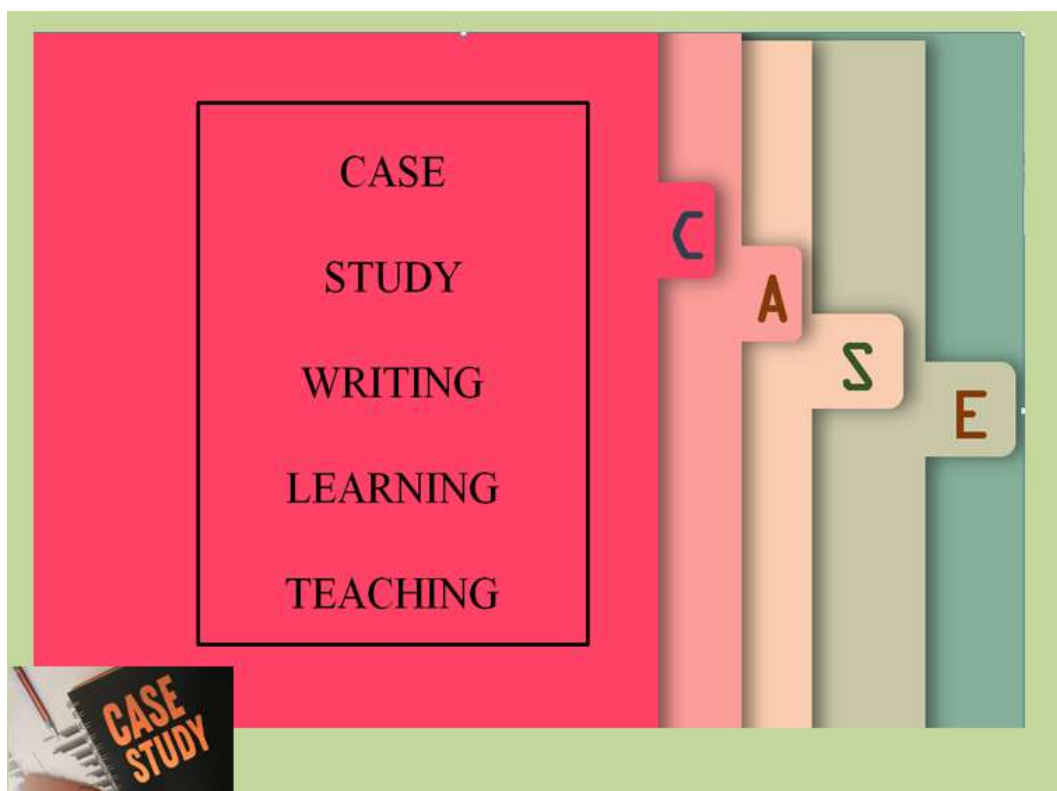 CASE
STUDY
WRITING
LEARNING
TEACHING
C
A
S
E
CASE
STUDY